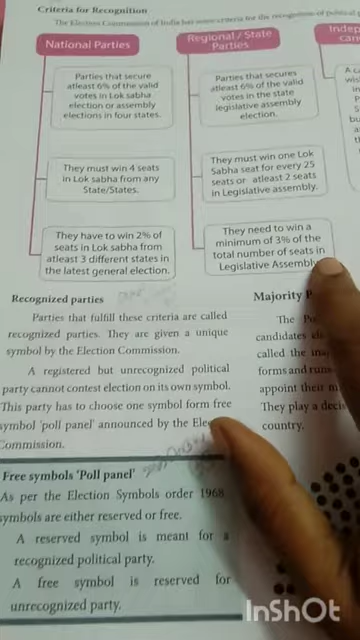 Criteria for Recognition
The Election Commission of India has some criteria for the recognition of political
National Parties
Parties that secure
atleast 6% of the valid
votes in Lok sabha
election or assembly
elections in four states.
They must win 4 seats
in Lok sabha from any
State/States.
They have to win 2% of
seats in Lok sabha from
atleast 3 different states in
the latest general election.
Regional / State
Parties
Parties that secures
atleast 6% of the valid
votes in the state
legislative assembly
election.
They must win one Lok
Sabha seat for every 25
seats or atleast 2 seats
in Legislative assembly.
They need to win a
minimum of 3% of the
total number of seats in
Legislative Assembly
Indep
can
A c
wis
in
P
S
bu
a
th
Recognized parties
Parties that fulfill these criteria are called
recognized parties. They are given a unique
symbol by the Election Commission.
A registered but unrecognized political
party cannot contest election on its own symbol.
This party has to choose one symbol form free
symbol 'poll panel' announced by the Elec
Commission.
Free symbols 'Poll panel'
As per the Election Symbols order 1968
symbols are either reserved or free.
A reserved symbol is meant for a
recognized political party.
A free symbol is reserved for
unrecognized party.
Majority P
The P
candidates el
called the maj
forms and runs
appoint their m
They play a deci
country.
InShOt